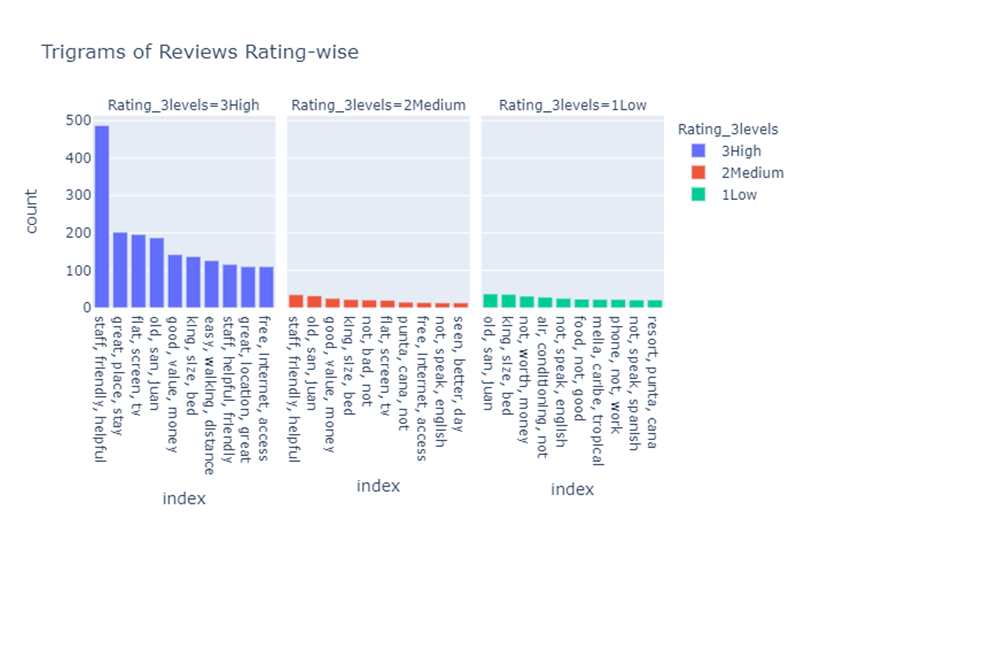 Trigrams of Reviews Rating-wise
Rating_3levels=3High
Rating_3levels=2Medium
Rating_3levels=1Low
Rating_3levels
3High
2Medium
1Low
count
500
400
300
200
100
0
staff, friendly, helpful
great, place, stay
flat, screen, tv
old, san, juan
good, value, money
king, size, bed
easy, walking, distance
staff, helpful, friendly
great, location, great
free, internet, access
staff, friendly, helpful
old, san, juan
good, value, money
king, size, bed
not, bad, not
flat, screen, tv
punta, cana, not
free, internet, access
not, speak, english
seen, better, day
old, san, juan
king, size, bed
not, worth, money
air, conditioning, not
not, speak, english
food, not, good
melia, caribe, tropical
phone, not, work
not, speak, spanish
resort, punta, cana
index
index
index